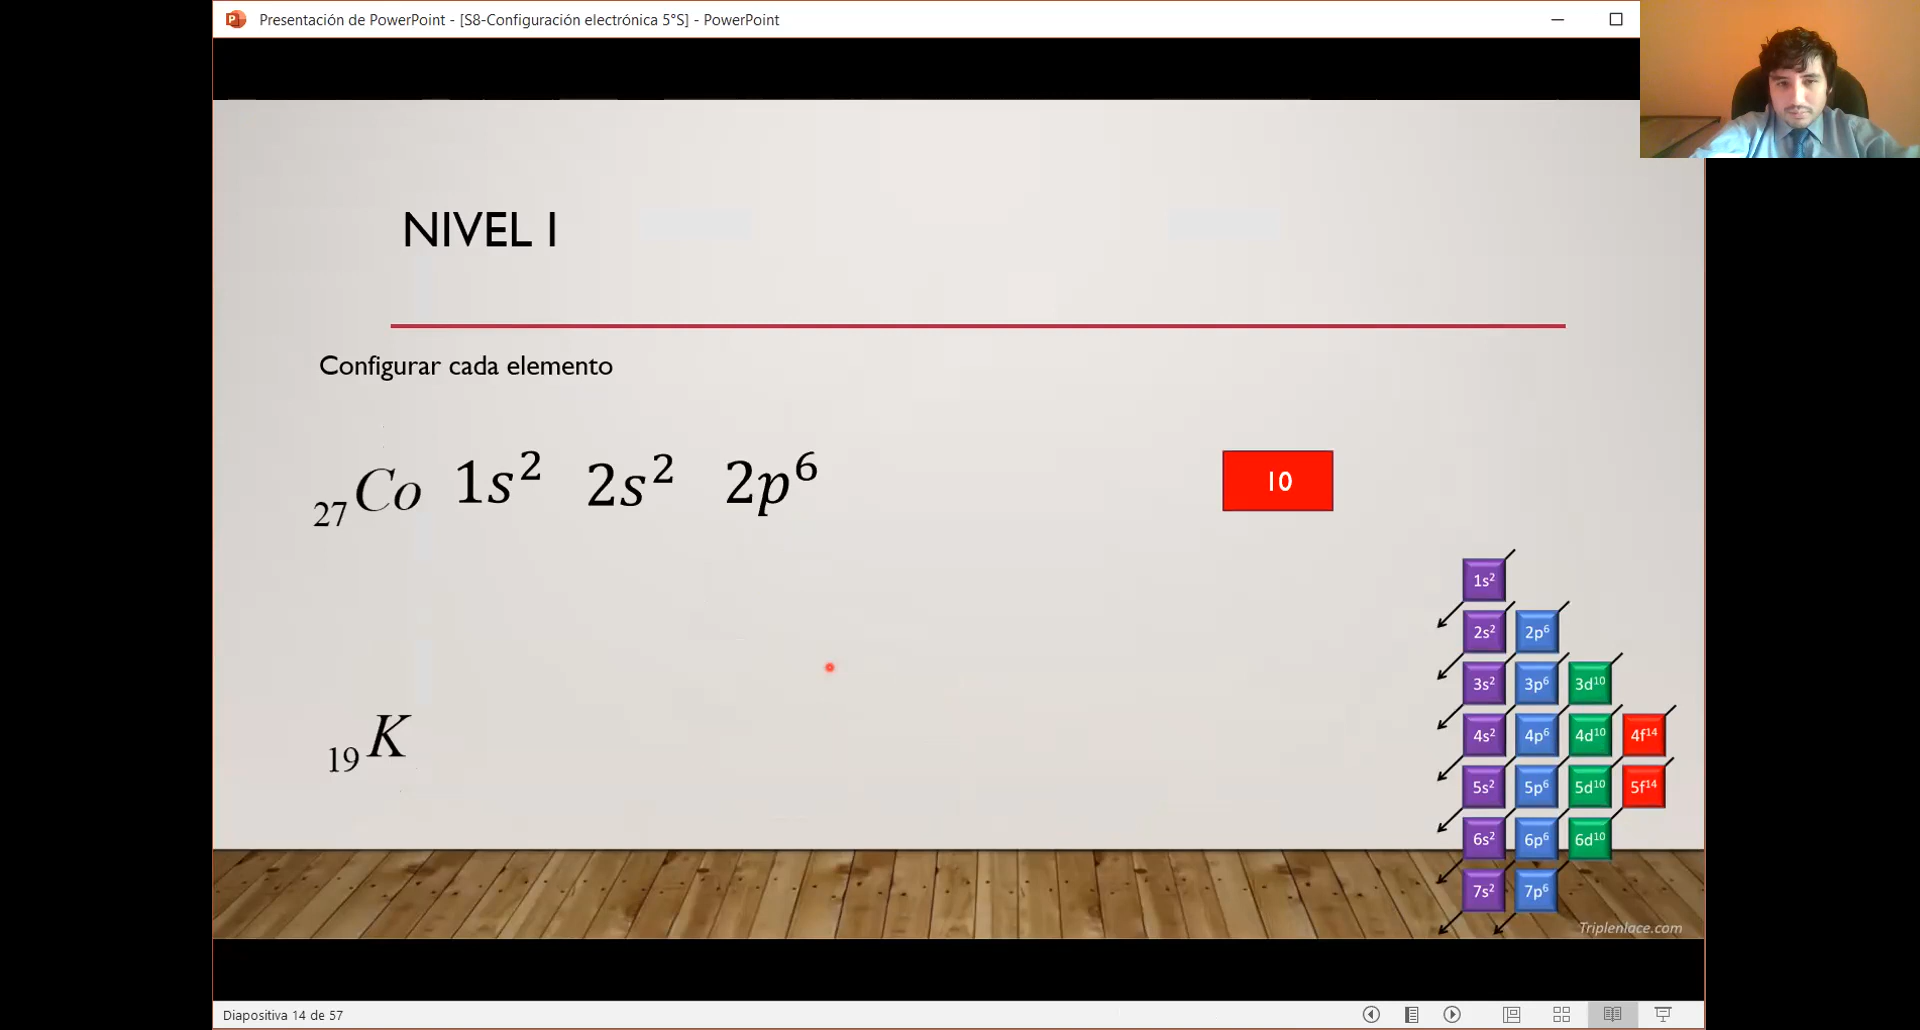 Presentación de PowerPoint - [S8-Configuración electrónica 5°S] - PowerPoint
NIVEL I
Configurar cada elemento
₂₇Co 1s² 2s² 2p⁶
10
₁₉K
1s²
2s² 2p⁶
3s² 3p⁶ 3d¹⁰
4s² 4p⁶ 4d¹⁰ 4f¹⁴
5s² 5p⁶ 5d¹⁰ 5f¹⁴
6s² 6p⁶ 6d¹⁰
7s² 7p⁶
Triplenlace.com
Diapositiva 14 de 57